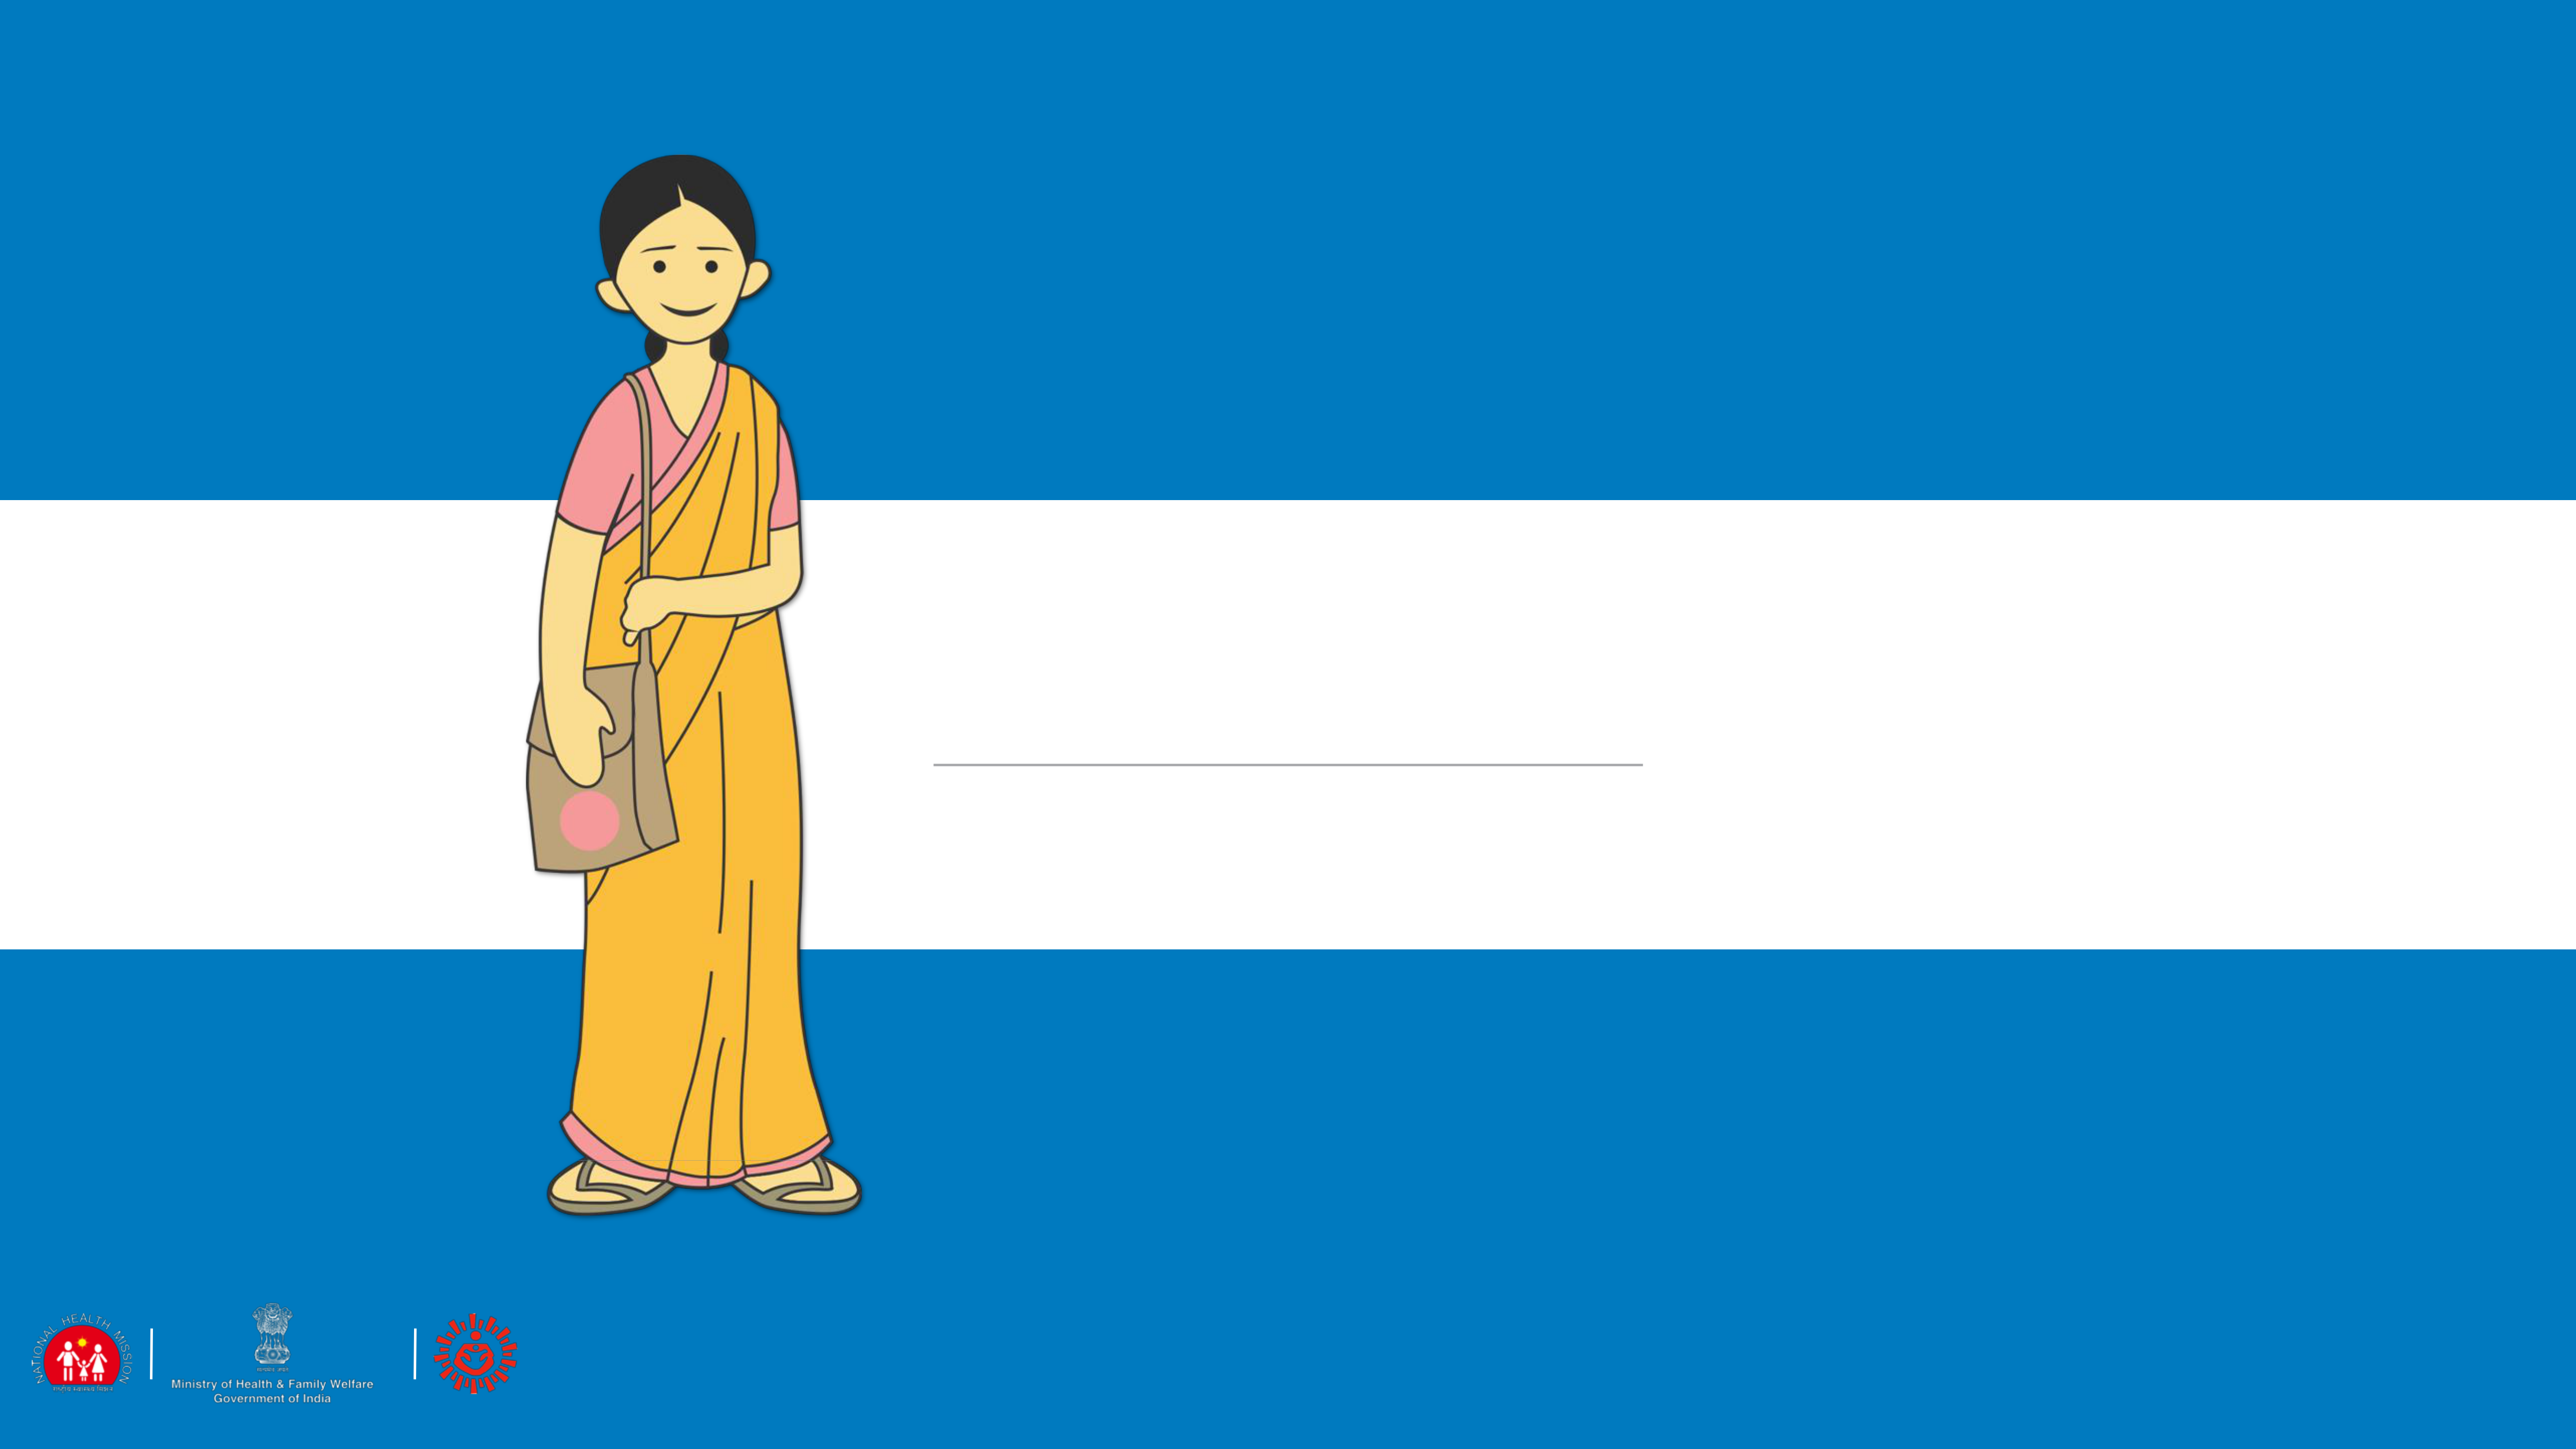 NATIONAL HEALTH MISSION
Ministry of Health & Family Welfare
Government of India